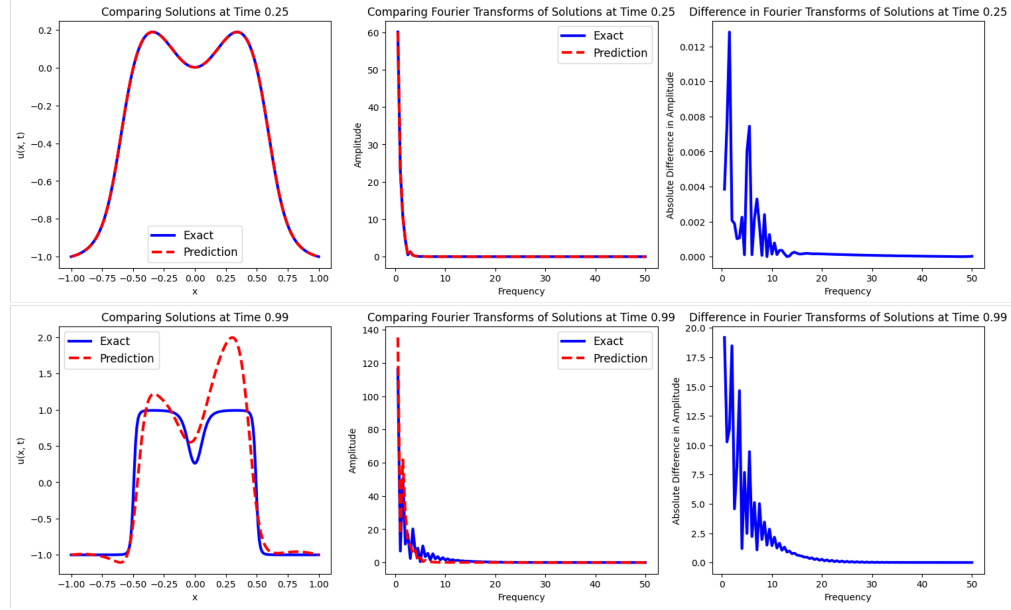 Comparing Solutions at Time 0.25
0.2
0.0
−0.2
−0.4
−0.6
−0.8
−1.0
u(x, t)
Exact
Prediction
−1.00 −0.75 −0.50 −0.25 0.00 0.25 0.50 0.75 1.00
x
Comparing Fourier Transforms of Solutions at Time 0.25
60
50
40
30
20
10
0
Amplitude
Exact
Prediction
0 10 20 30 40 50
Frequency
Difference in Fourier Transforms of Solutions at Time 0.25
0.012
0.010
0.008
0.006
0.004
0.002
0.000
Absolute Difference in Amplitude
0 10 20 30 40 50
Frequency
Comparing Solutions at Time 0.99
2.0
1.5
1.0
0.5
0.0
−0.5
−1.0
u(x, t)
Exact
Prediction
−1.00 −0.75 −0.50 −0.25 0.00 0.25 0.50 0.75 1.00
x
Comparing Fourier Transforms of Solutions at Time 0.99
140
120
100
80
60
40
20
0
Amplitude
Exact
Prediction
0 10 20 30 40 50
Frequency
Difference in Fourier Transforms of Solutions at Time 0.99
20.0
17.5
15.0
12.5
10.0
7.5
5.0
2.5
0.0
Absolute Difference in Amplitude
0 10 20 30 40 50
Frequency